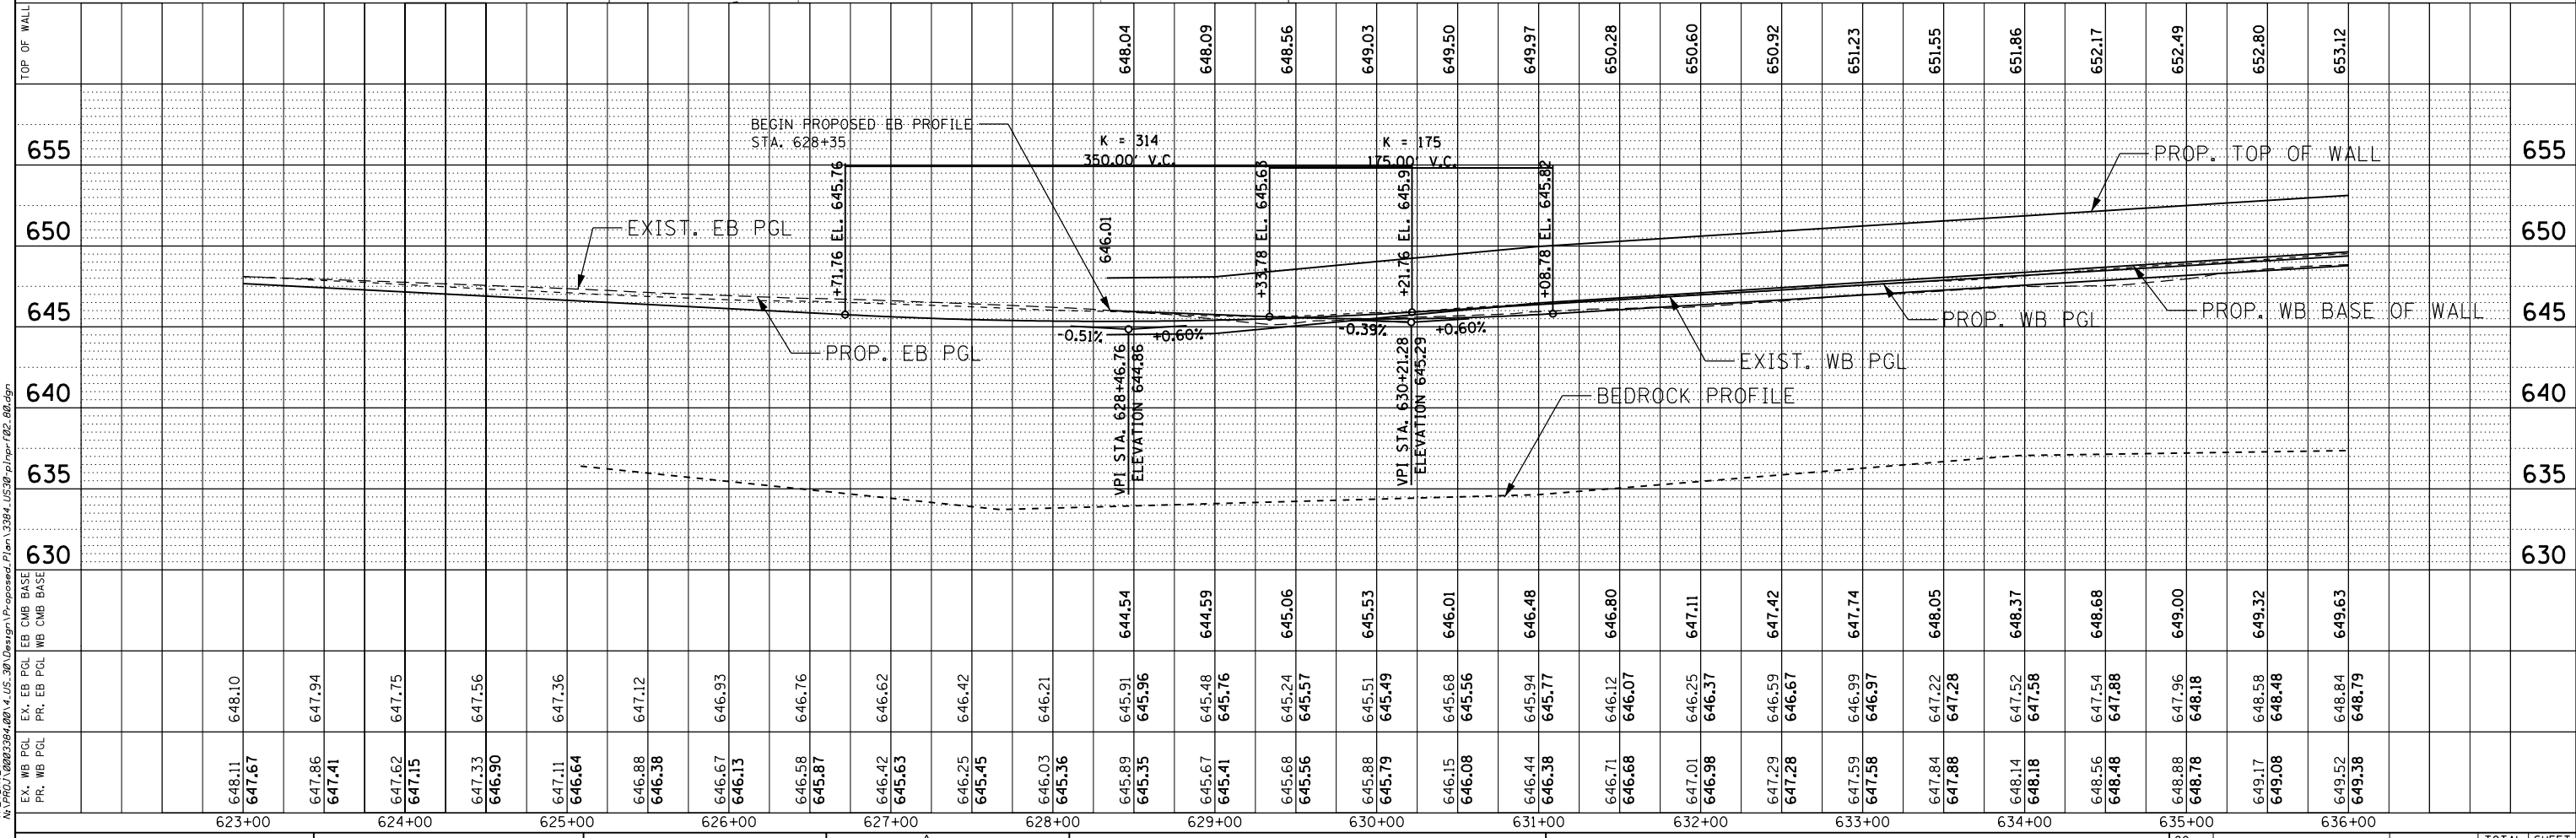 TOP OF WALL
648.04 648.09 648.56 649.03 649.50 649.97 650.28 650.60 650.92 651.23 651.55 651.86 652.17 652.49 652.80 653.12
BEGIN PROPOSED EB PROFILE
STA. 628+35
K = 314
350.00' V.C.
K = 175
175.00' V.C.
655 655
PROP. TOP OF WALL
+71.76 EL. 645.76
646.01
+33.78 EL. 645.63
+21.76 EL. 645.91
+08.78 EL. 645.82
650 650
EXIST. EB PGL
645 645
PROP. EB PGL
-0.51%
+0.60%
-0.39%
+0.60%
PROP. WB PGL
PROP. WB BASE OF WALL
EXIST. WB PGL
VPI STA. 628+46.76
ELEVATION 644.86
VPI STA. 630+21.28
ELEVATION 645.29
640 640
BEDROCK PROFILE
635 635
630 630
EB CMB BASE
WB CMB BASE
644.54 644.59 645.06 645.53 646.01 646.48 646.80 647.11 647.42 647.74 648.05 648.37 648.68 649.00 649.32 649.63
EX. EB PGL
PR. EB PGL
648.10 647.94 647.75 647.56 647.36 647.12 646.93 646.76 646.62 646.42 646.21 645.91 645.48 645.24 645.51 645.68 645.94 646.12 646.25 646.59 646.99 647.22 647.52 647.54 647.96 648.58 648.84
645.96 645.76 645.57 645.49 645.56 645.77 646.07 646.37 646.67 646.97 647.28 647.58 647.88 648.18 648.48 648.79
EX. WB PGL
PR. WB PGL
648.11 647.86 647.62 647.33 647.11 646.88 646.67 646.58 646.42 646.25 646.03 645.89 645.67 645.68 645.88 646.15 646.44 646.71 647.01 647.29 647.59 647.84 648.14 648.56 648.88 649.17 649.52
647.67 647.41 647.15 646.90 646.64 646.38 646.13 645.87 645.63 645.45 645.36 645.35 645.41 645.56 645.79 646.08 646.38 646.68 646.98 647.28 647.58 647.88 648.18 648.48 648.78 649.08 649.38
623+00 624+00 625+00 626+00 627+00 628+00 629+00 630+00 631+00 632+00 633+00 634+00 635+00 636+00